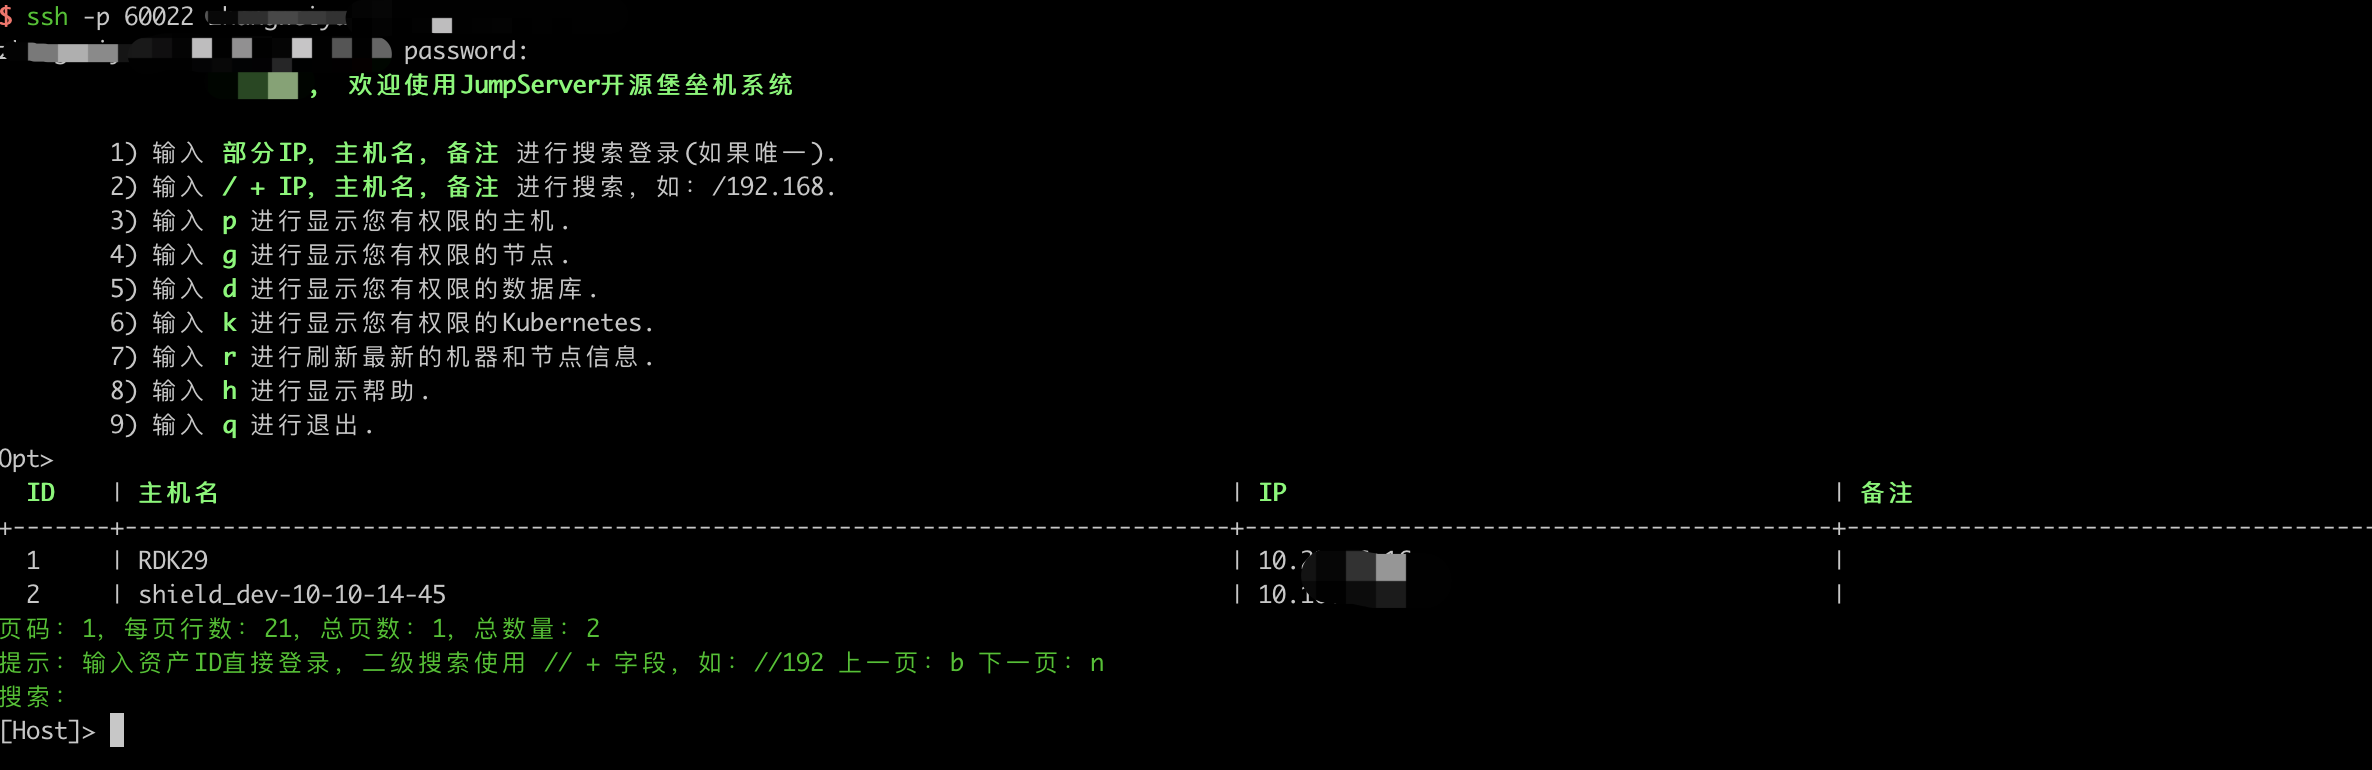 $ ssh -p 60022
password:
, 欢迎使用JumpServer开源堡垒机系统
1) 输入 部分IP, 主机名, 备注 进行搜索登录(如果唯一).
2) 输入 / + IP, 主机名, 备注 进行搜索, 如: /192.168.
3) 输入 p 进行显示您有权限的主机.
4) 输入 g 进行显示您有权限的节点.
5) 输入 d 进行显示您有权限的数据库.
6) 输入 k 进行显示您有权限的Kubernetes.
7) 输入 r 进行刷新最新的机器和节点信息.
8) 输入 h 进行显示帮助.
9) 输入 q 进行退出.
Opt>
ID | 主机名 | IP | 备注
+-------+-------------------------------------------------------------------------------+------------------------------------------+--------------------------------------
1 | RDK29 | 10. |
2 | shield_dev-10-10-14-45 | 10. |
页码: 1, 每页行数: 21, 总页数: 1, 总数量: 2
提示: 输入资产ID直接登录, 二级搜索使用 // + 字段, 如: //192 上一页: b 下一页: n
搜索:
[Host]>